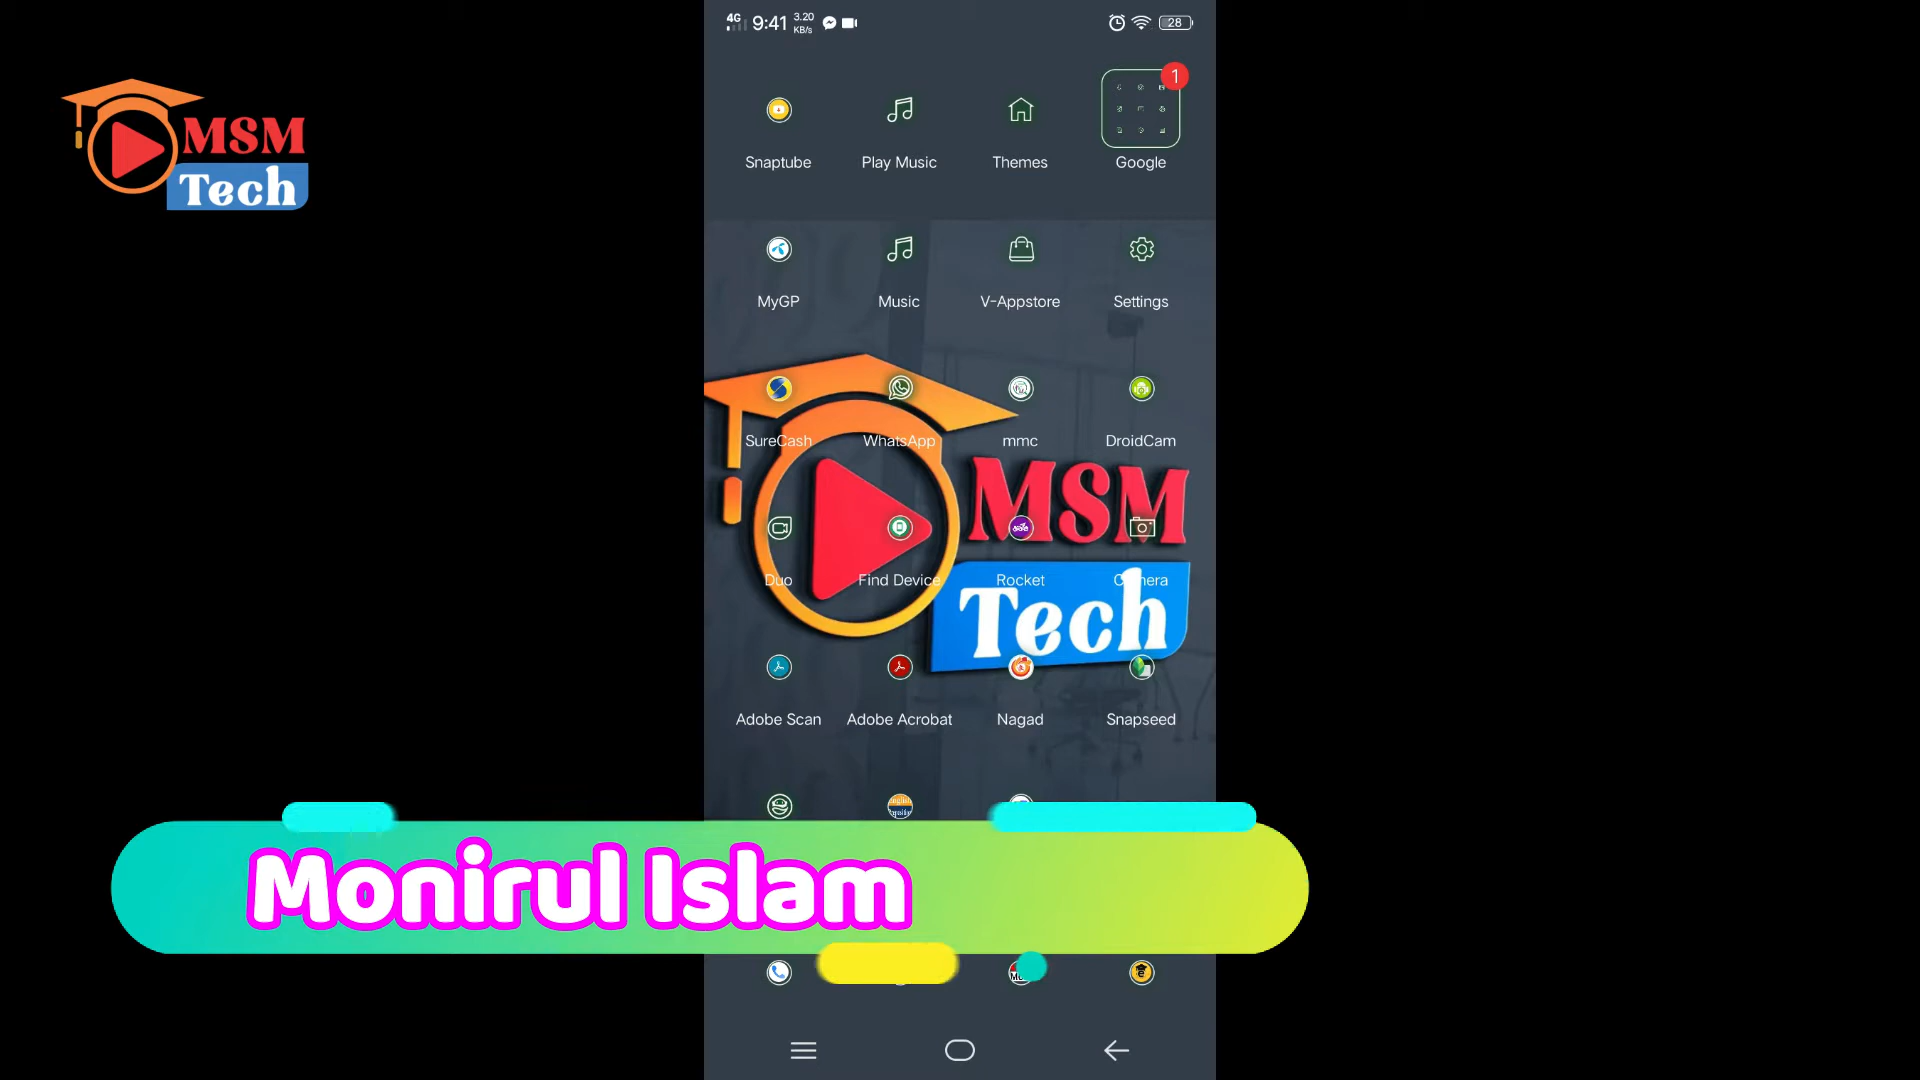 4G 9:41 3.20 KB/s 28
MSM
Tech
1
Snaptube Play Music Themes Google
MyGP Music V-Appstore Settings
SureCash WhatsApp mmc DroidCam
MSM
Duo Find Device Rocket
Tech
Adobe Scan Adobe Acrobat Nagad Snapseed
Monirul Islam